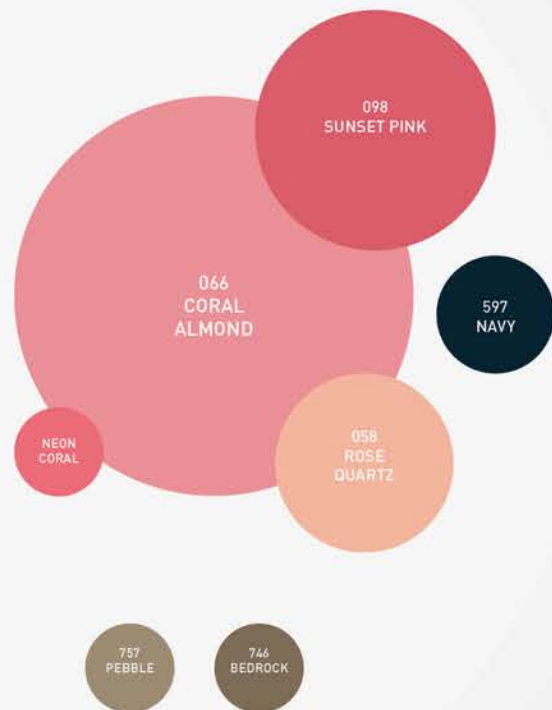 098
SUNSET PINK
066
CORAL
ALMOND
597
NAVY
058
ROSE
QUARTZ
NEON
CORAL
757
PEBBLE
746
BEDROCK